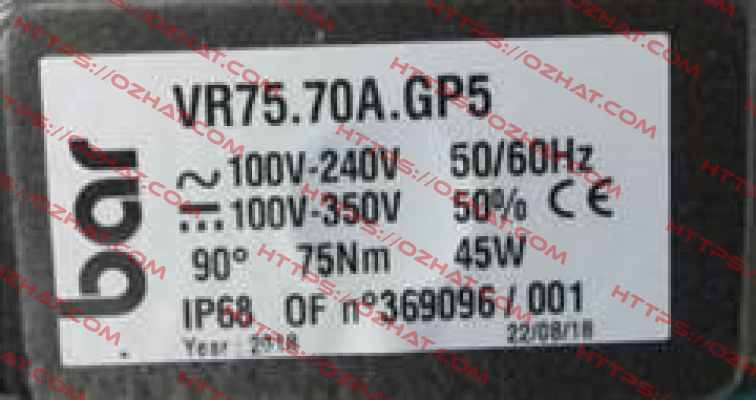 bar
VR75.70A.GP5
~ 100V-240V 50/60Hz
⎓ 100V-350V 50% CE
90° 75Nm 45W
IP68 OF n°369096/001
Year : 2018 22/08/18
HTTPS://OZHAT.COM